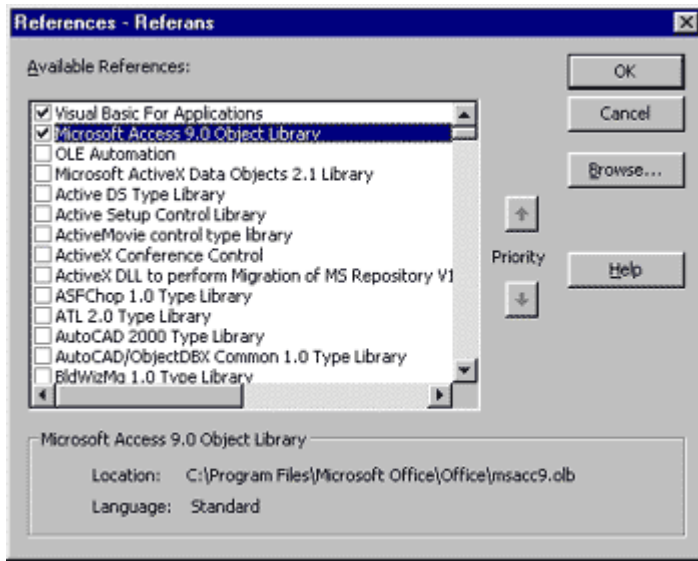 References - Referans
Available References:
Visual Basic For Applications
Microsoft Access 9.0 Object Library
OLE Automation
Microsoft ActiveX Data Objects 2.1 Library
Active DS Type Library
Active Setup Control Library
ActiveMovie control type library
ActiveX Conference Control
ActiveX DLL to perform Migration of MS Repository V1
ASFChop 1.0 Type Library
ATL 2.0 Type Library
AutoCAD 2000 Type Library
AutoCAD/ObjectDBX Common 1.0 Type Library
BldWizMg 1.0 Type Library
OK
Cancel
Browse...
Priority
Help
Microsoft Access 9.0 Object Library
Location: C:\Program Files\Microsoft Office\Office\msacc9.olb
Language: Standard